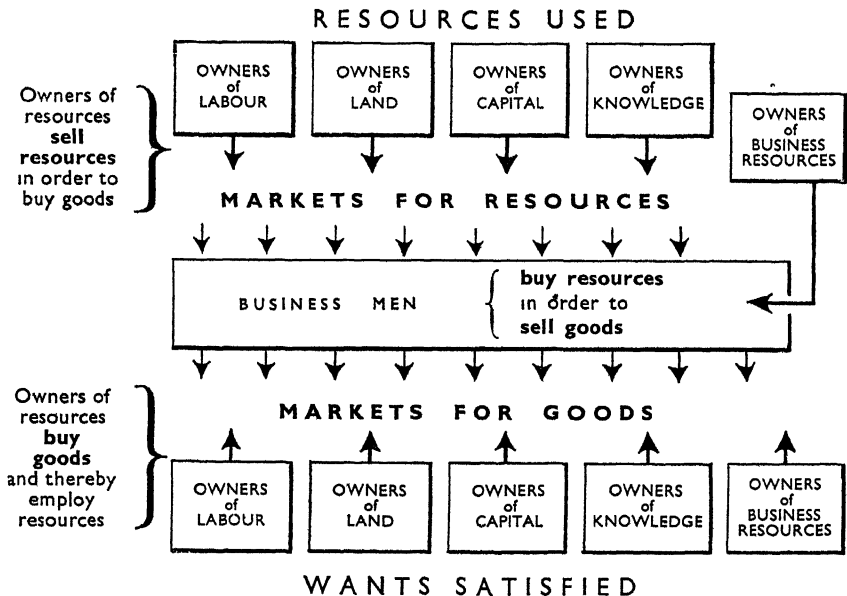 RESOURCES USED
Owners of
resources
sell
resources
in order to
buy goods
OWNERS
of
LABOUR
OWNERS
of
LAND
OWNERS
of
CAPITAL
OWNERS
of
KNOWLEDGE
OWNERS
of
BUSINESS
RESOURCES
MARKETS FOR RESOURCES
BUSINESS MEN
buy resources
in order to
sell goods
Owners of
resources
buy
goods
and thereby
employ
resources
MARKETS FOR GOODS
OWNERS
of
LABOUR
OWNERS
of
LAND
OWNERS
of
CAPITAL
OWNERS
of
KNOWLEDGE
OWNERS
of
BUSINESS
RESOURCES
WANTS SATISFIED